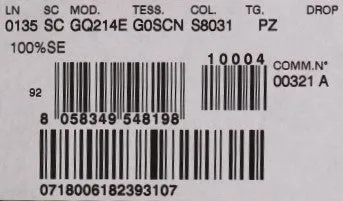 LN SC MOD. TESS. COL. TG. DROP
0135 SC GQ214E G0SCN S8031 PZ
100%SE
10004
COMM.N°
00321 A
92
8 058349 548198
0718006182393107